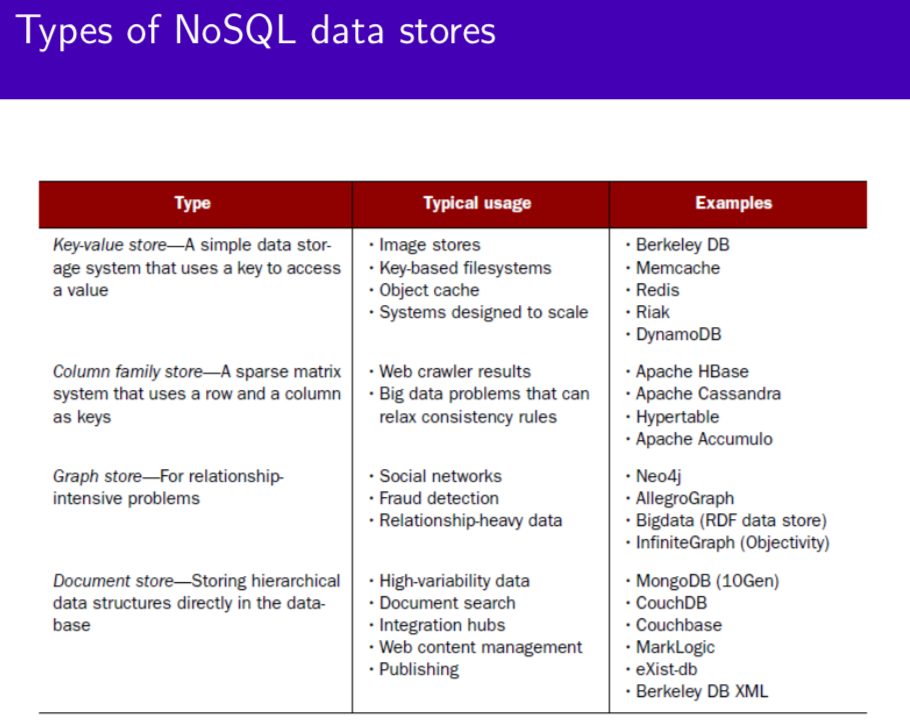 Types of NoSQL data stores
Type
Typical usage
Examples
Key-value store—A simple data stor-
age system that uses a key to access
a value
• Image stores
• Key-based filesystems
• Object cache
• Systems designed to scale
• Berkeley DB
• Memcache
• Redis
• Riak
• DynamoDB
Column family store—A sparse matrix
system that uses a row and a column
as keys
• Web crawler results
• Big data problems that can
relax consistency rules
• Apache HBase
• Apache Cassandra
• Hypertable
• Apache Accumulo
Graph store—For relationship-
intensive problems
• Social networks
• Fraud detection
• Relationship-heavy data
• Neo4j
• AllegroGraph
• Bigdata (RDF data store)
• InfiniteGraph (Objectivity)
Document store—Storing hierarchical
data structures directly in the data-
base
• High-variability data
• Document search
• Integration hubs
• Web content management
• Publishing
• MongoDB (10Gen)
• CouchDB
• Couchbase
• MarkLogic
• eXist-db
• Berkeley DB XML